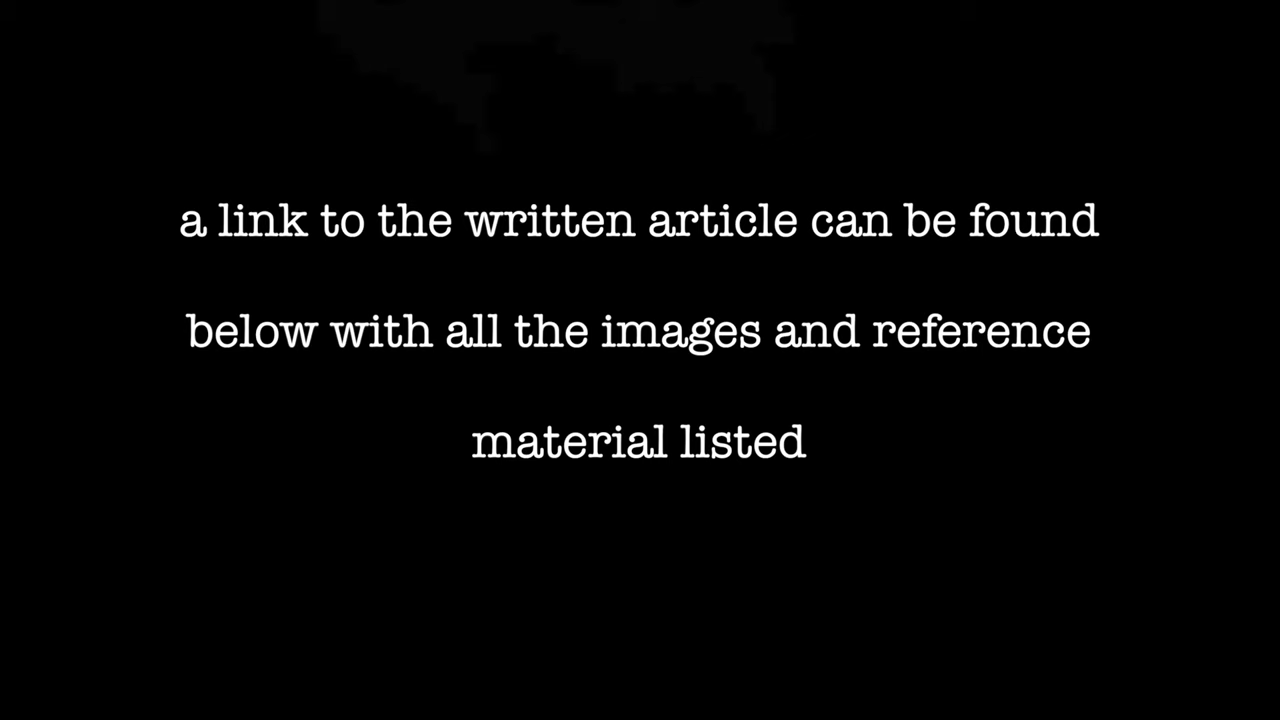 a link to the written article can be found
below with all the images and reference
material listed